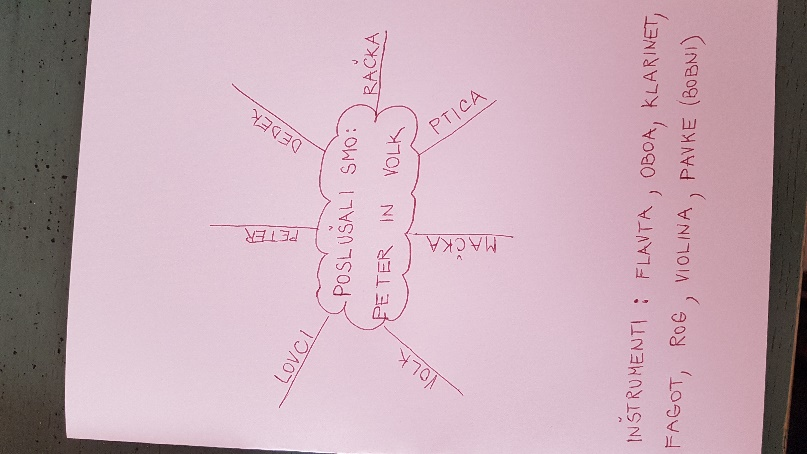 POSLUŠALI SMO:
PETER IN VOLK
DEDEK
RAČKA
PTICA
PETER
MAČKA
LOVCI
VOLK
INŠTRUMENTI : FLAVTA, OBOA, KLARINET,
FAGOT, ROG, VIOLINA, PAVKE (BOBNI)